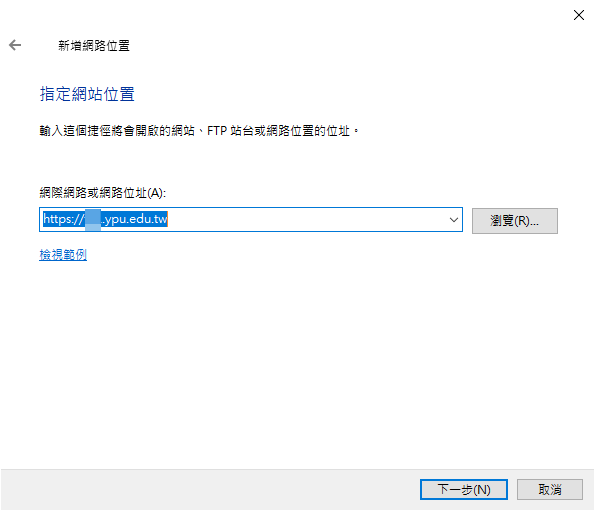 新增網路位置
指定網站位置
輸入這個捷徑將會開啟的網站、FTP 站台或網路位置的位址。
網際網路或網路位址(A):
https:// .ypu.edu.tw
瀏覽(R)...
檢視範例
下一步(N)
取消